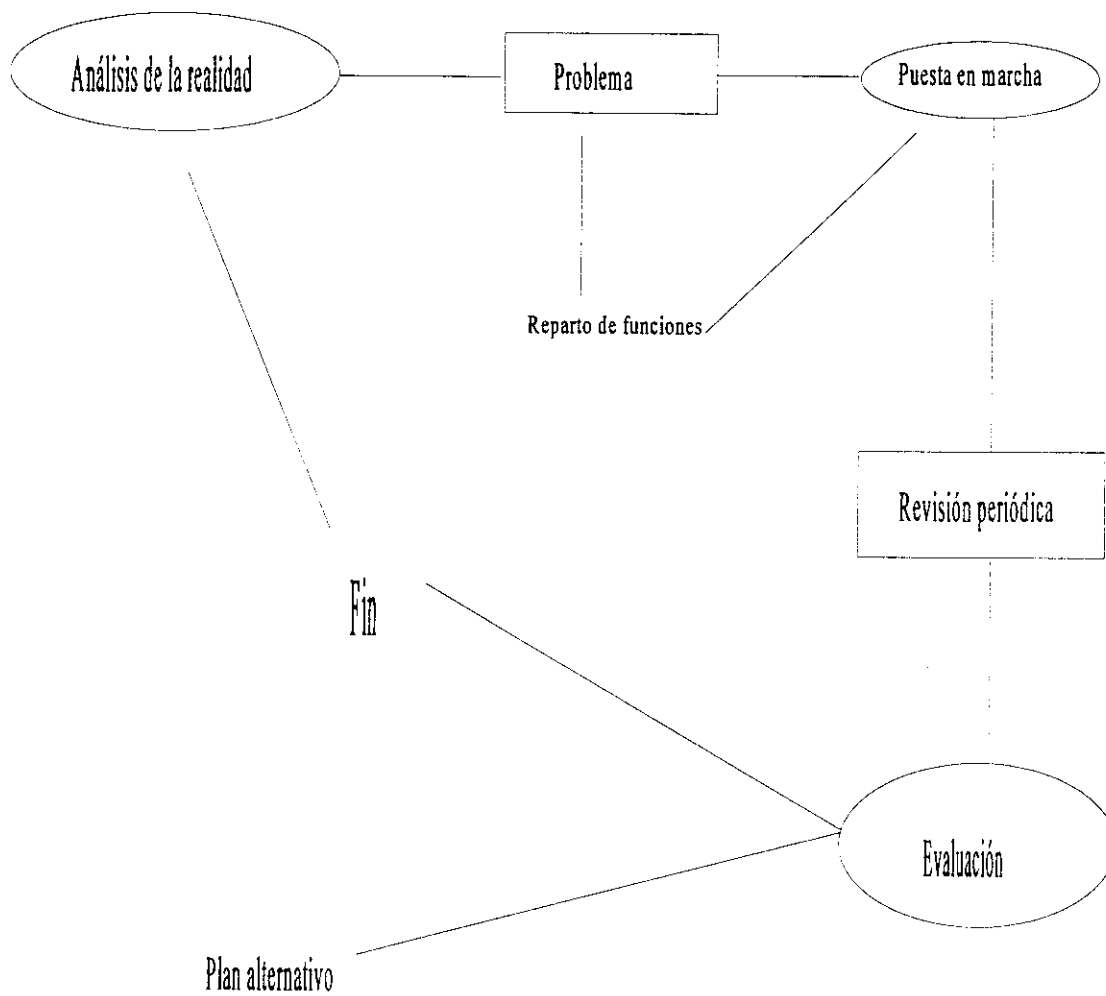 Análisis de la realidad
Problema
Puesta en marcha
Reparto de funciones
Revisión periódica
Fin
Evaluación
Plan alternativo